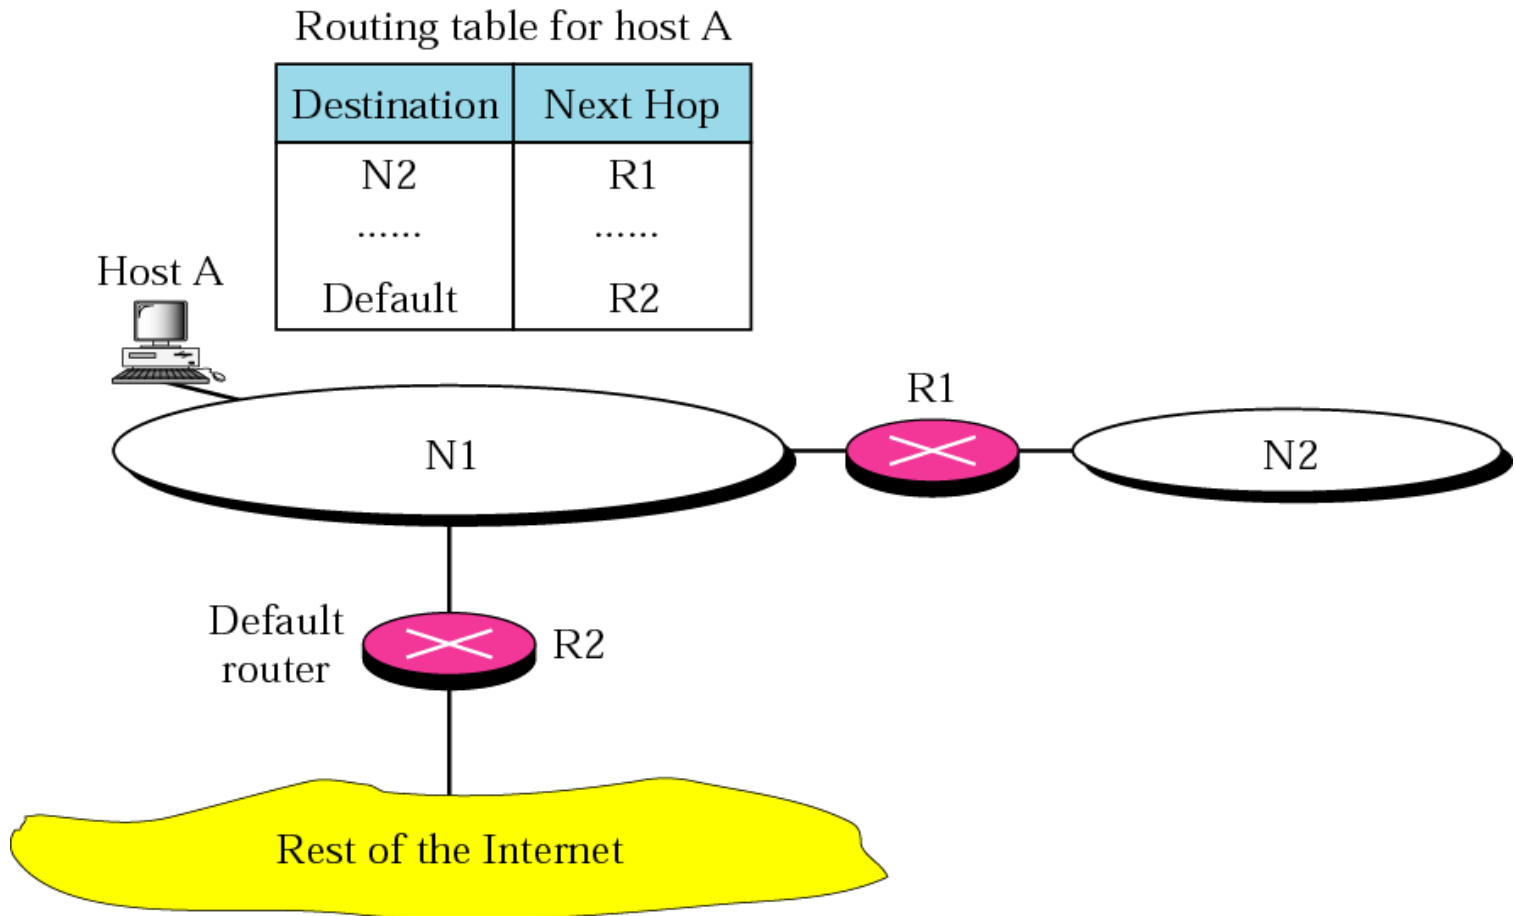 Routing table for host A
Destination Next Hop
N2 R1
...... ......
Default R2
Host A
R1
N1
N2
Default
router
R2
Rest of the Internet